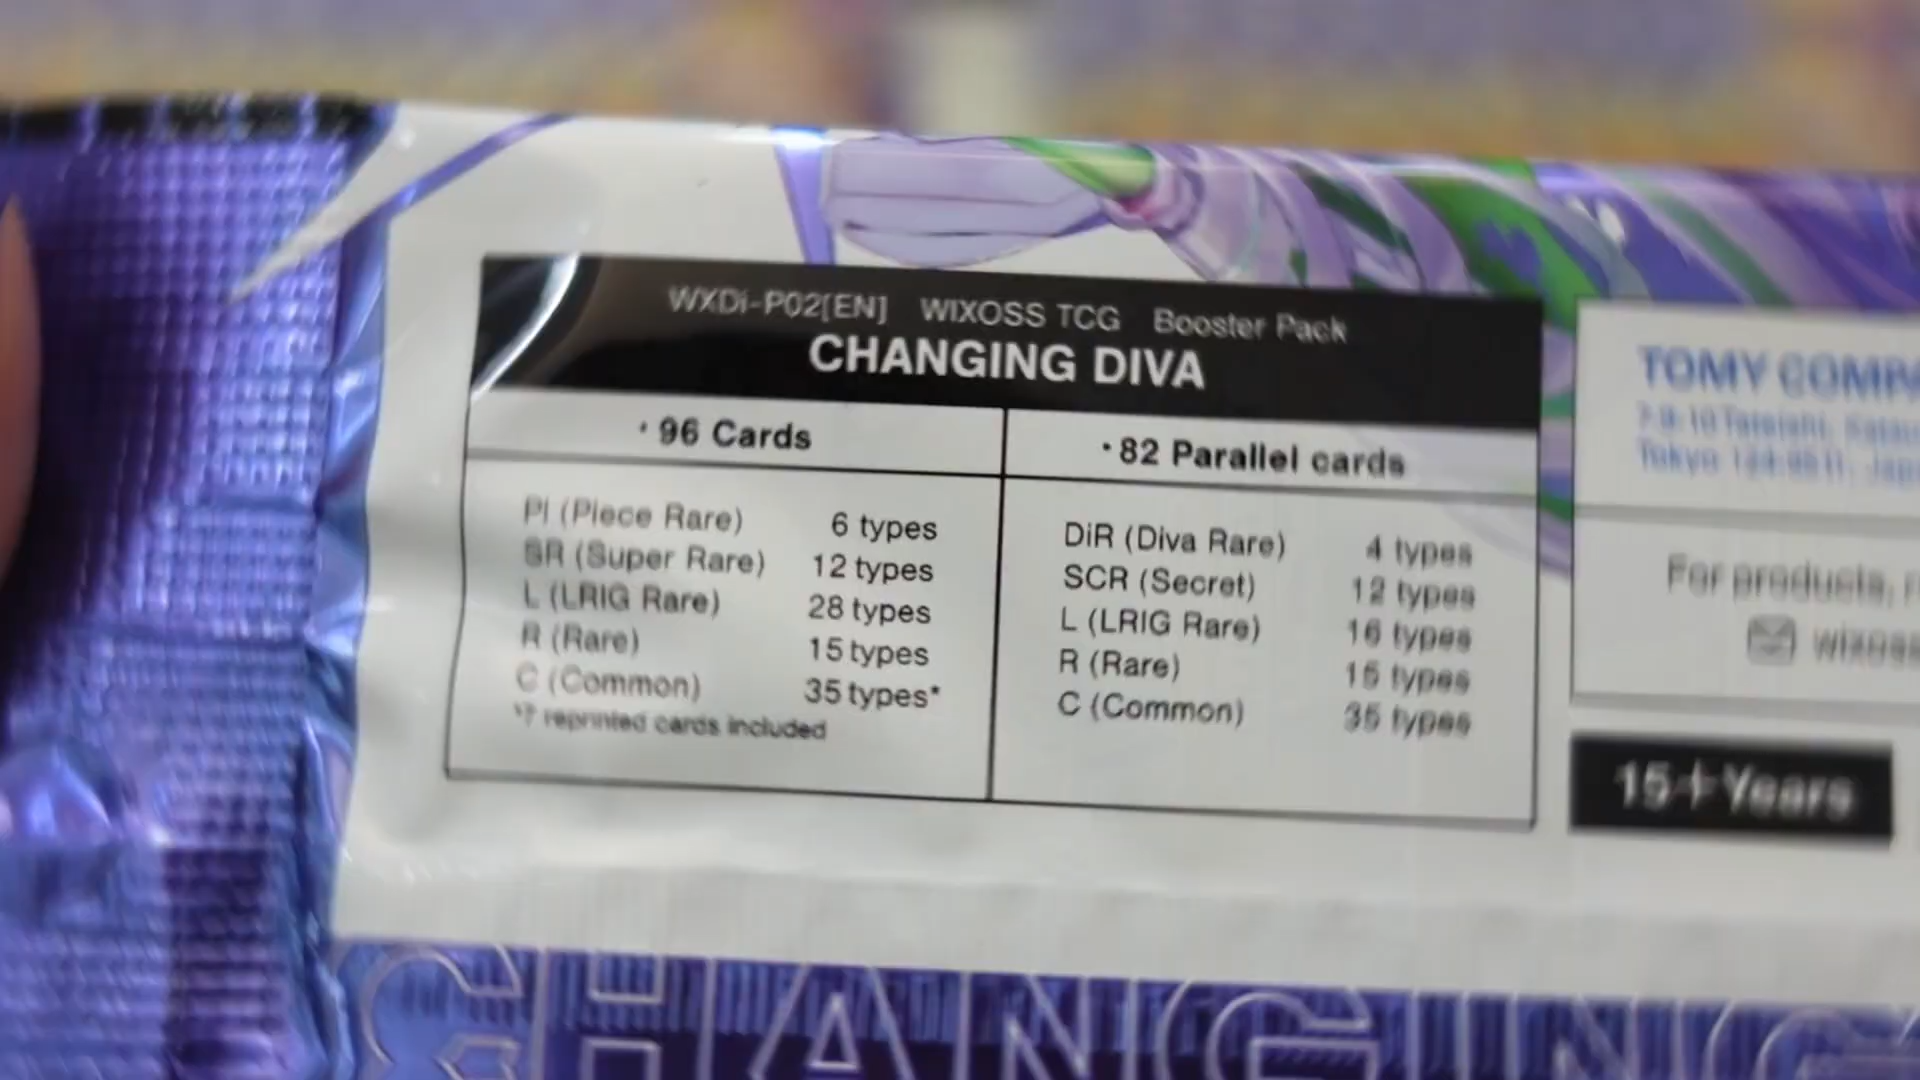 WXDi-P02[EN] WIXOSS TCG Booster Pack
CHANGING DIVA
・96 Cards
PI (Piece Rare) 6 types
SR (Super Rare) 12 types
L (LRIG Rare) 28 types
R (Rare) 15 types
C (Common) 35 types*
*7 reprinted cards included
・82 Parallel cards
DiR (Diva Rare) 4 types
SCR (Secret) 12 types
L (LRIG Rare) 16 types
R (Rare) 15 types
C (Common) 35 types
TOMY
Tokyo
For products,
15+ Years
CHANGING